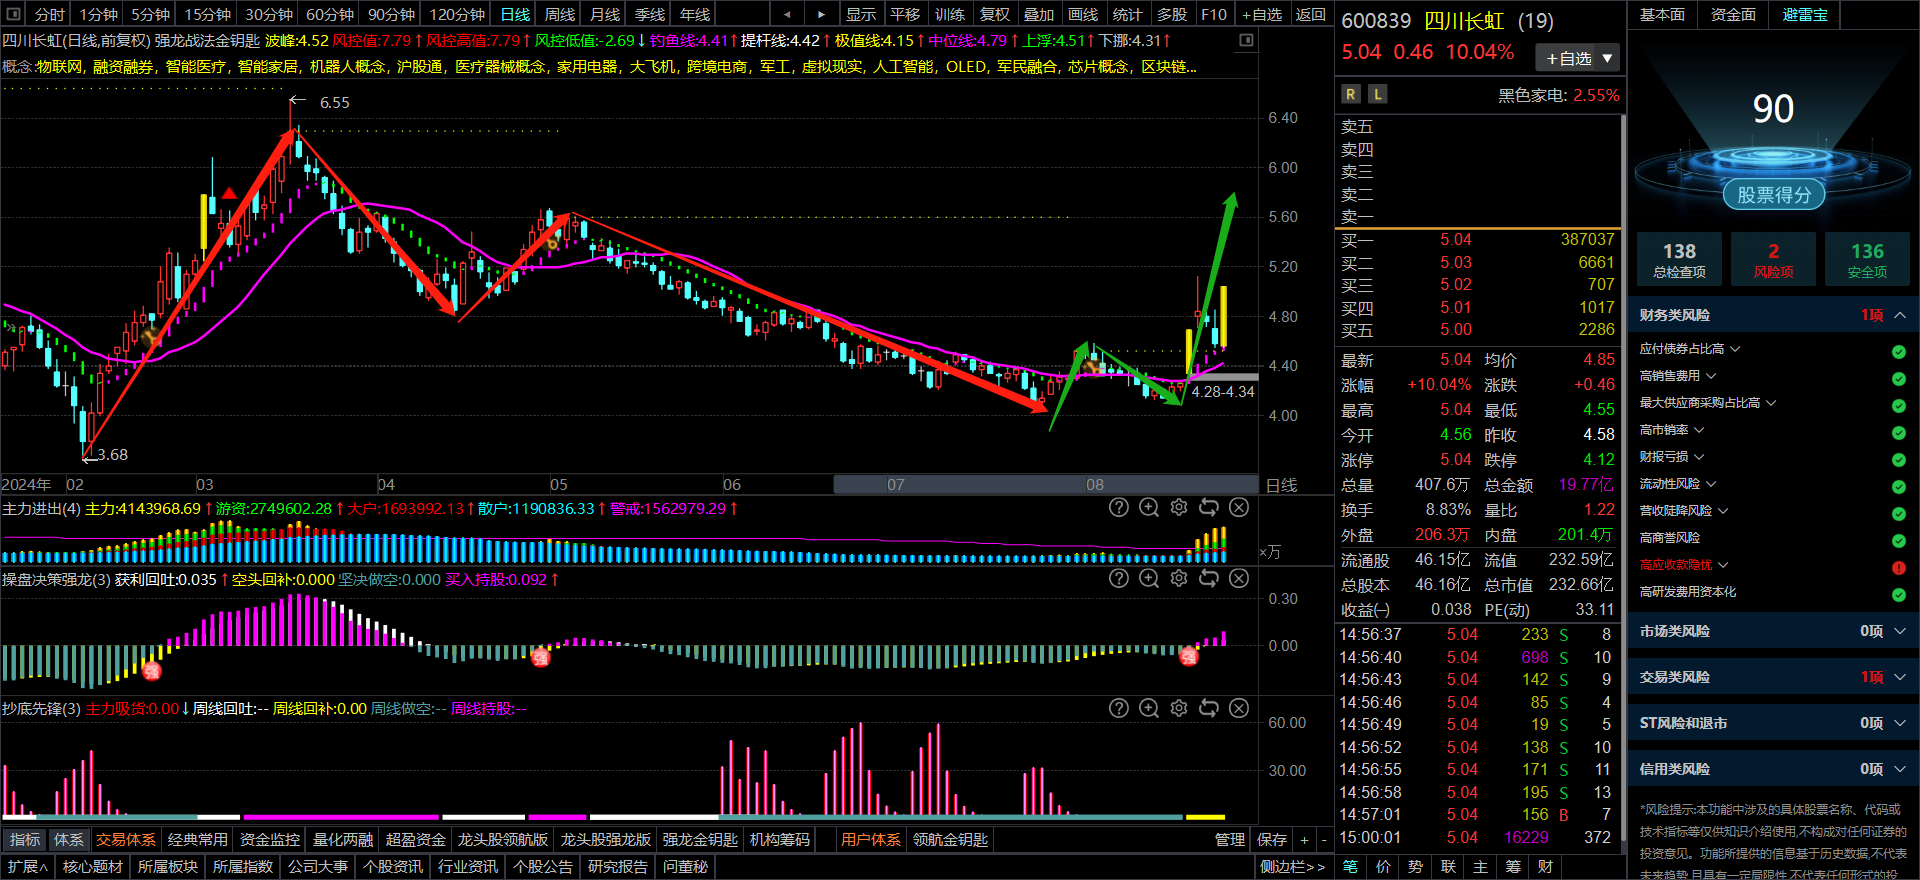 分时 1分钟 5分钟 15分钟 30分钟 60分钟 90分钟 120分钟 日线 周线 月线 季线 年线 ◂ ▸ 显示 平移 训练 复权 叠加 画线 统计 多股 F10 +自选 返回
四川长虹(日线,前复权) 强龙战法金钥匙 波峰:4.52 风控值:7.79↑ 风控高值:7.79↑ 风控低值:-2.69↓ 钓鱼线:4.41↑ 提杆线:4.42↑ 极值线:4.15↑ 中位线:4.79↑ 上浮:4.51↑ 下挪:4.31↑
概念:物联网, 融资融券, 智能医疗, 智能家居, 机器人概念, 沪股通, 医疗器械概念, 家用电器, 大飞机, 跨境电商, 军工, 虚拟现实, 人工智能, OLED, 军民融合, 芯片概念, 区块链...
6.55
3.68
4.28-4.34
6.40
6.00
5.60
5.20
4.80
4.40
4.00
2024年 02 03 04 05 06 07 08 日线
主力进出(4) 主力:4143968.69↑ 游资:2749602.28↑ 大户:1693992.13↑ 散户:1190836.33↑ 警戒:1562979.29↑
×万
操盘决策强龙(3) 获利回吐:0.035↑ 空头回补:0.000 坚决做空:0.000 买入持股:0.092↑
0.30
0.00
强 强 强
抄底先锋(3) 主力吸货:0.00↓ 周线回吐:-- 周线回补:0.00 周线做空:-- 周线持股:--
60.00
30.00
指标 体系 交易体系 经典常用 资金监控 量化两融 超盈资金 龙头股领航版 龙头股强龙版 强龙金钥匙 机构筹码 用户体系 领航金钥匙 管理 保存 + -
扩展∧ 核心题材 所属板块 所属指数 公司大事 个股资讯 行业资讯 个股公告 研究报告 问董秘 侧边栏>>
600839 四川长虹 (19)
5.04 0.46 10.04% +自选 ▼
R L 黑色家电: 2.55%
卖五
卖四
卖三
卖二
卖一
买一 5.04 387037
买二 5.03 6661
买三 5.02 707
买四 5.01 1017
买五 5.00 2286
最新 5.04 均价 4.85
涨幅 +10.04% 涨跌 +0.46
最高 5.04 最低 4.55
今开 4.56 昨收 4.58
涨停 5.04 跌停 4.12
总量 407.6万 总金额 19.77亿
换手 8.83% 量比 1.22
外盘 206.3万 内盘 201.4万
流通股 46.15亿 流值 232.59亿
总股本 46.16亿 总市值 232.66亿
收益(一) 0.038 PE(动) 33.11
14:56:37 5.04 233 S 8
14:56:40 5.04 698 S 10
14:56:43 5.04 142 S 9
14:56:46 5.04 85 S 4
14:56:49 5.04 19 S 5
14:56:52 5.04 138 S 10
14:56:55 5.04 171 S 11
14:56:58 5.04 195 S 13
14:57:01 5.04 156 B 7
15:00:01 5.04 16229 372
笔 价 势 联 主 筹 财
基本面 资金面 避雷宝
90
股票得分
138 2 136
总检查项 风险项 安全项
财务类风险 1项
应付债券占比高
高销售费用
最大供应商采购占比高
高市销率
财报亏损
流动性风险
营收陡降风险
高商誉风险
高应收款隐忧
高研发费用资本化
市场类风险 0项
交易类风险 1项
ST风险和退市 0项
信用类风险 0项
*风险提示:本功能中涉及的具体股票名称、代码或
技术指标等仅供知识介绍使用,不构成对任何证券的
投资意见。功能所提供的信息基于历史数据,不代表
未来趋势,且具有一定局限性,不代表任何形式的投